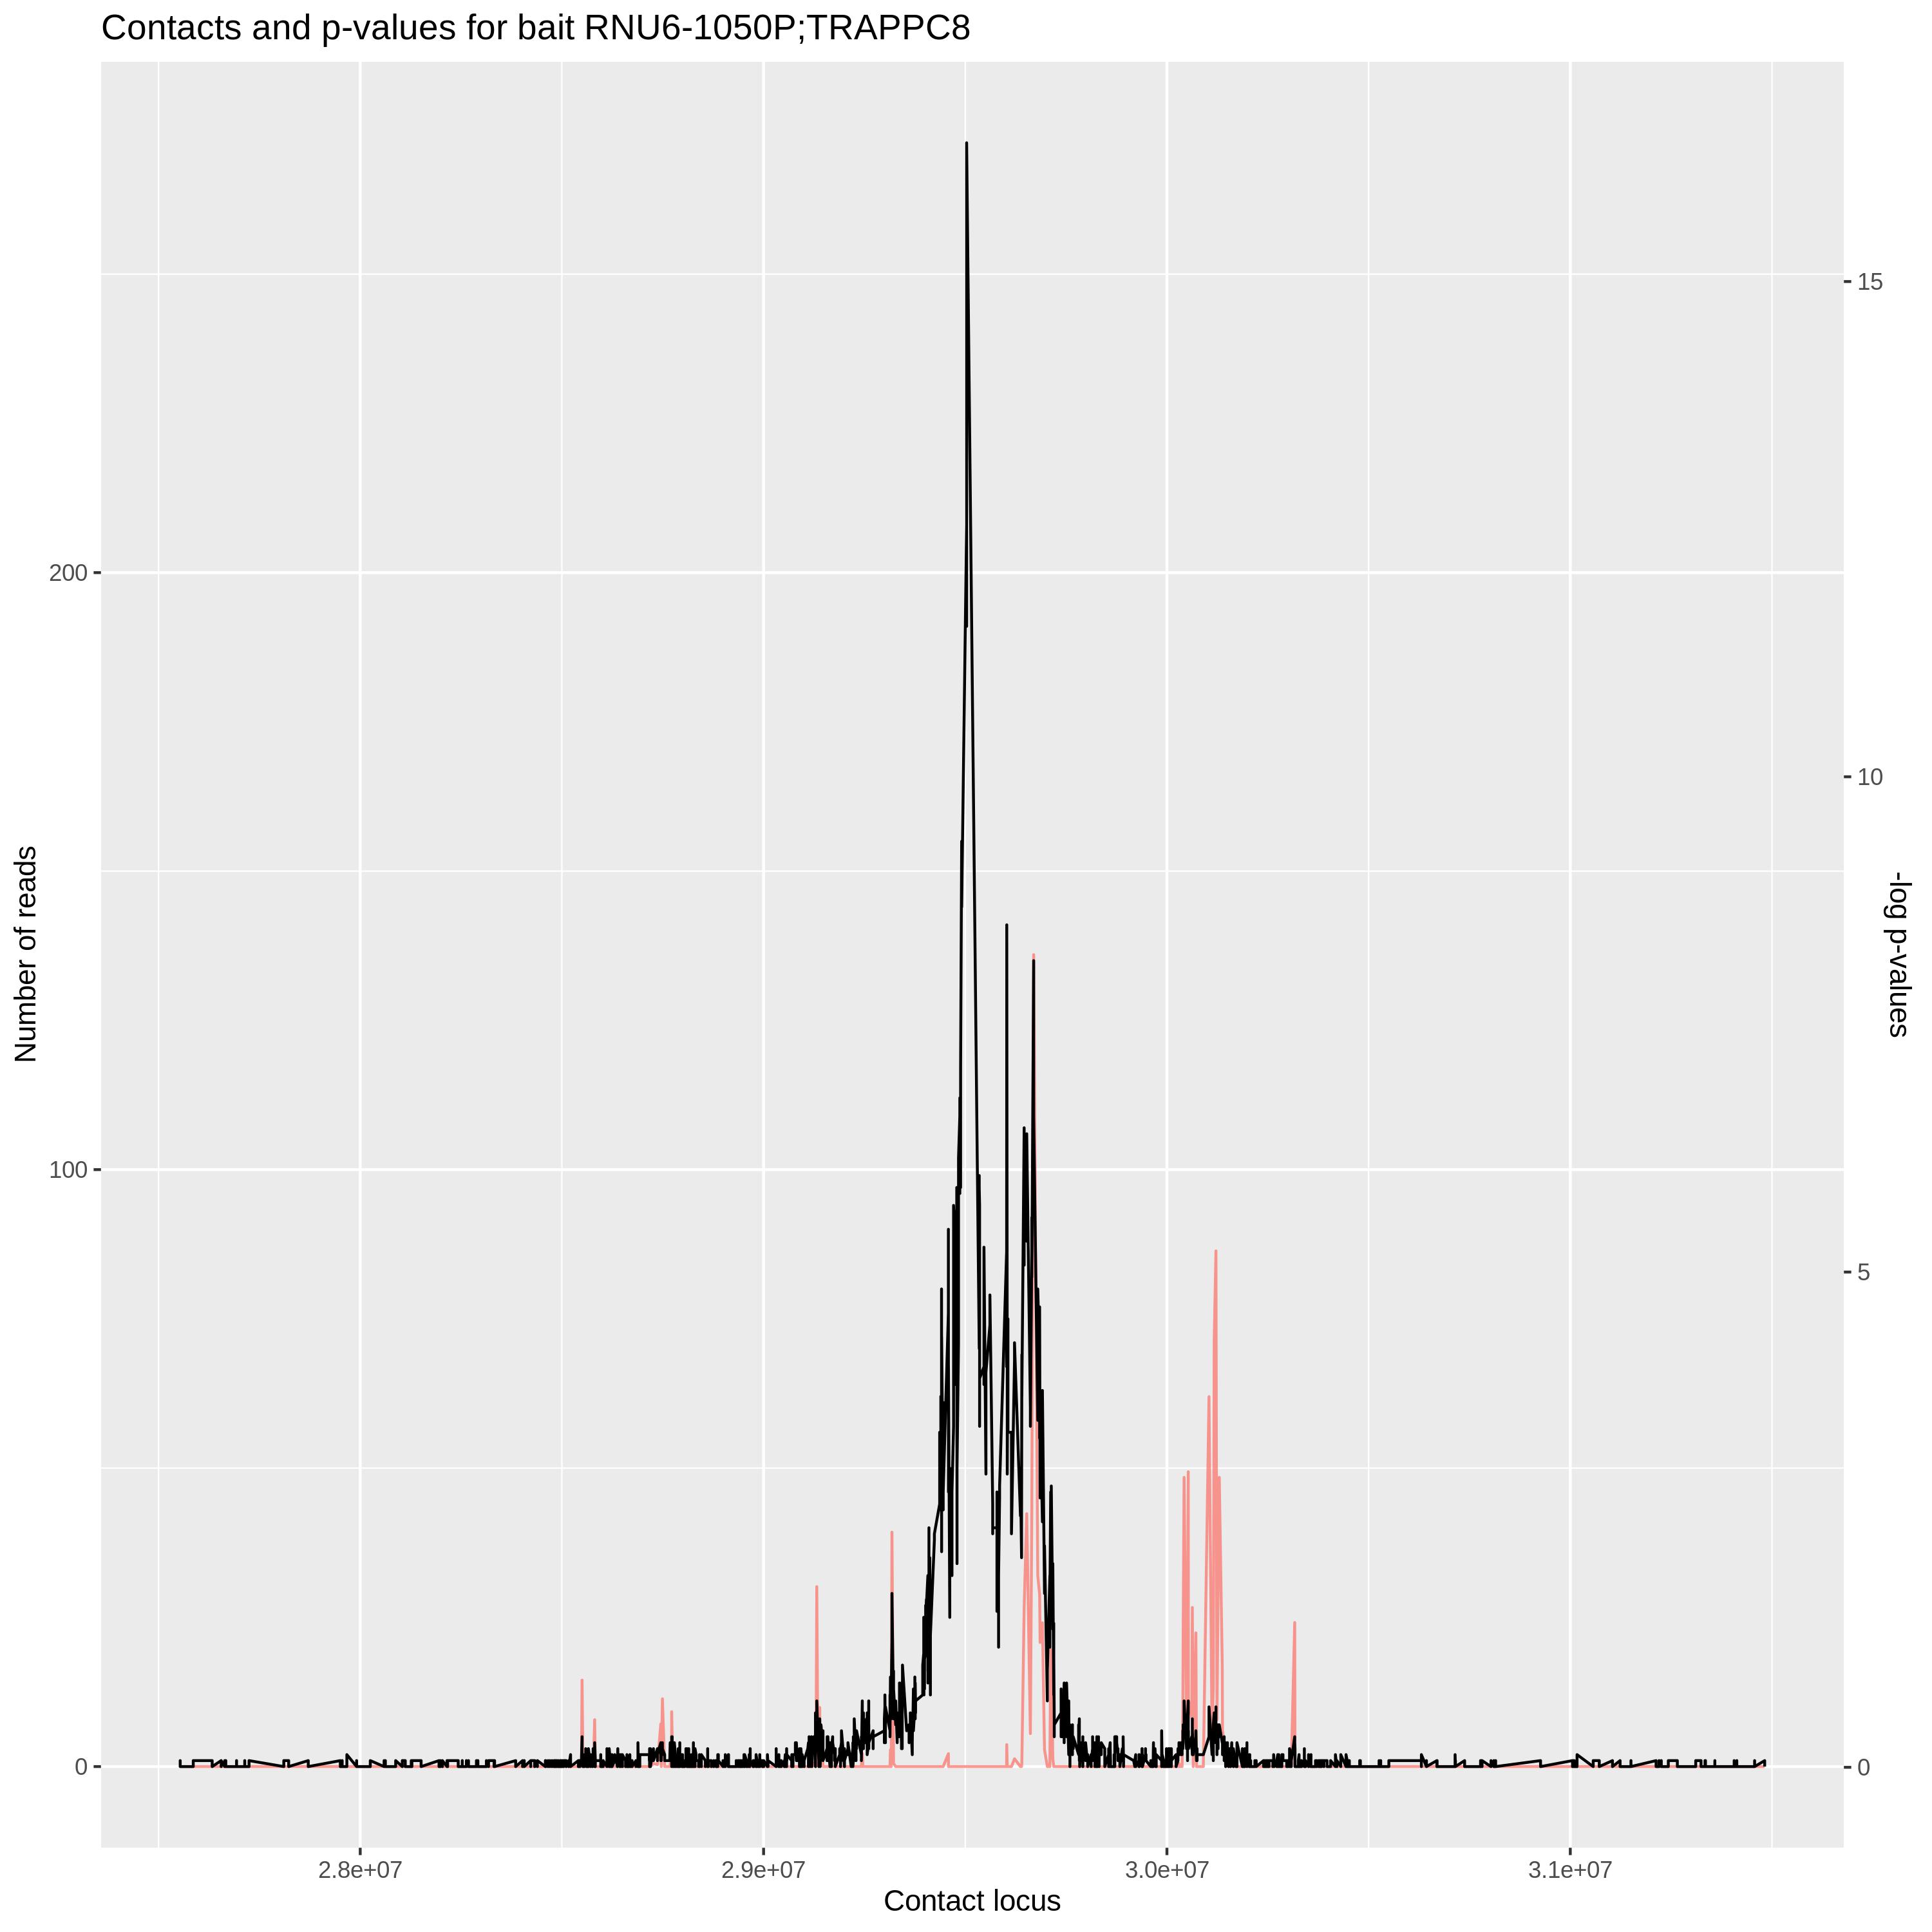 Contacts and p-values for bait RNU6-1050P;TRAPPC8
Number of reads
200
100
0
15
10
5
0
-log p-values
2.8e+07
2.9e+07
3.0e+07
3.1e+07
Contact locus